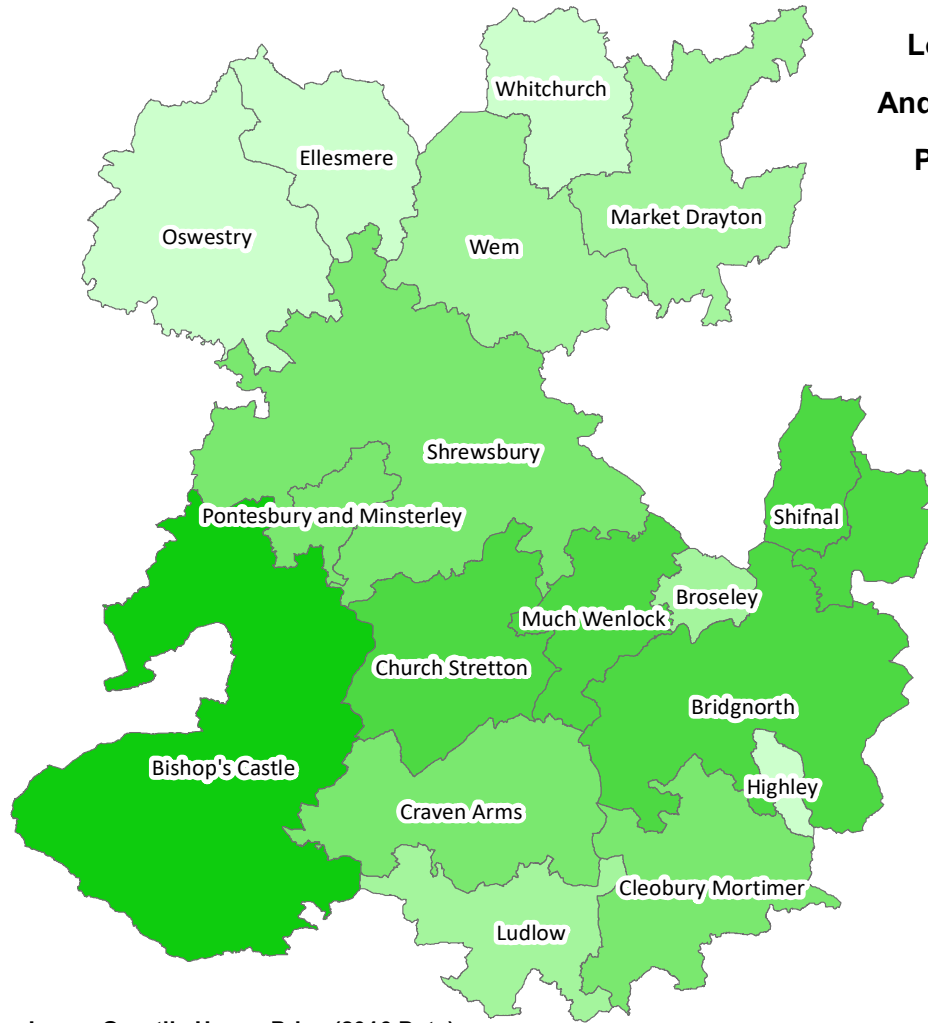 Whitchurch
Ellesmere
Market Drayton
Oswestry
Wem
Shrewsbury
Pontesbury and Minsterley
Shifnal
Broseley
Much Wenlock
Church Stretton
Bridgnorth
Bishop's Castle
Highley
Craven Arms
Cleobury Mortimer
Ludlow